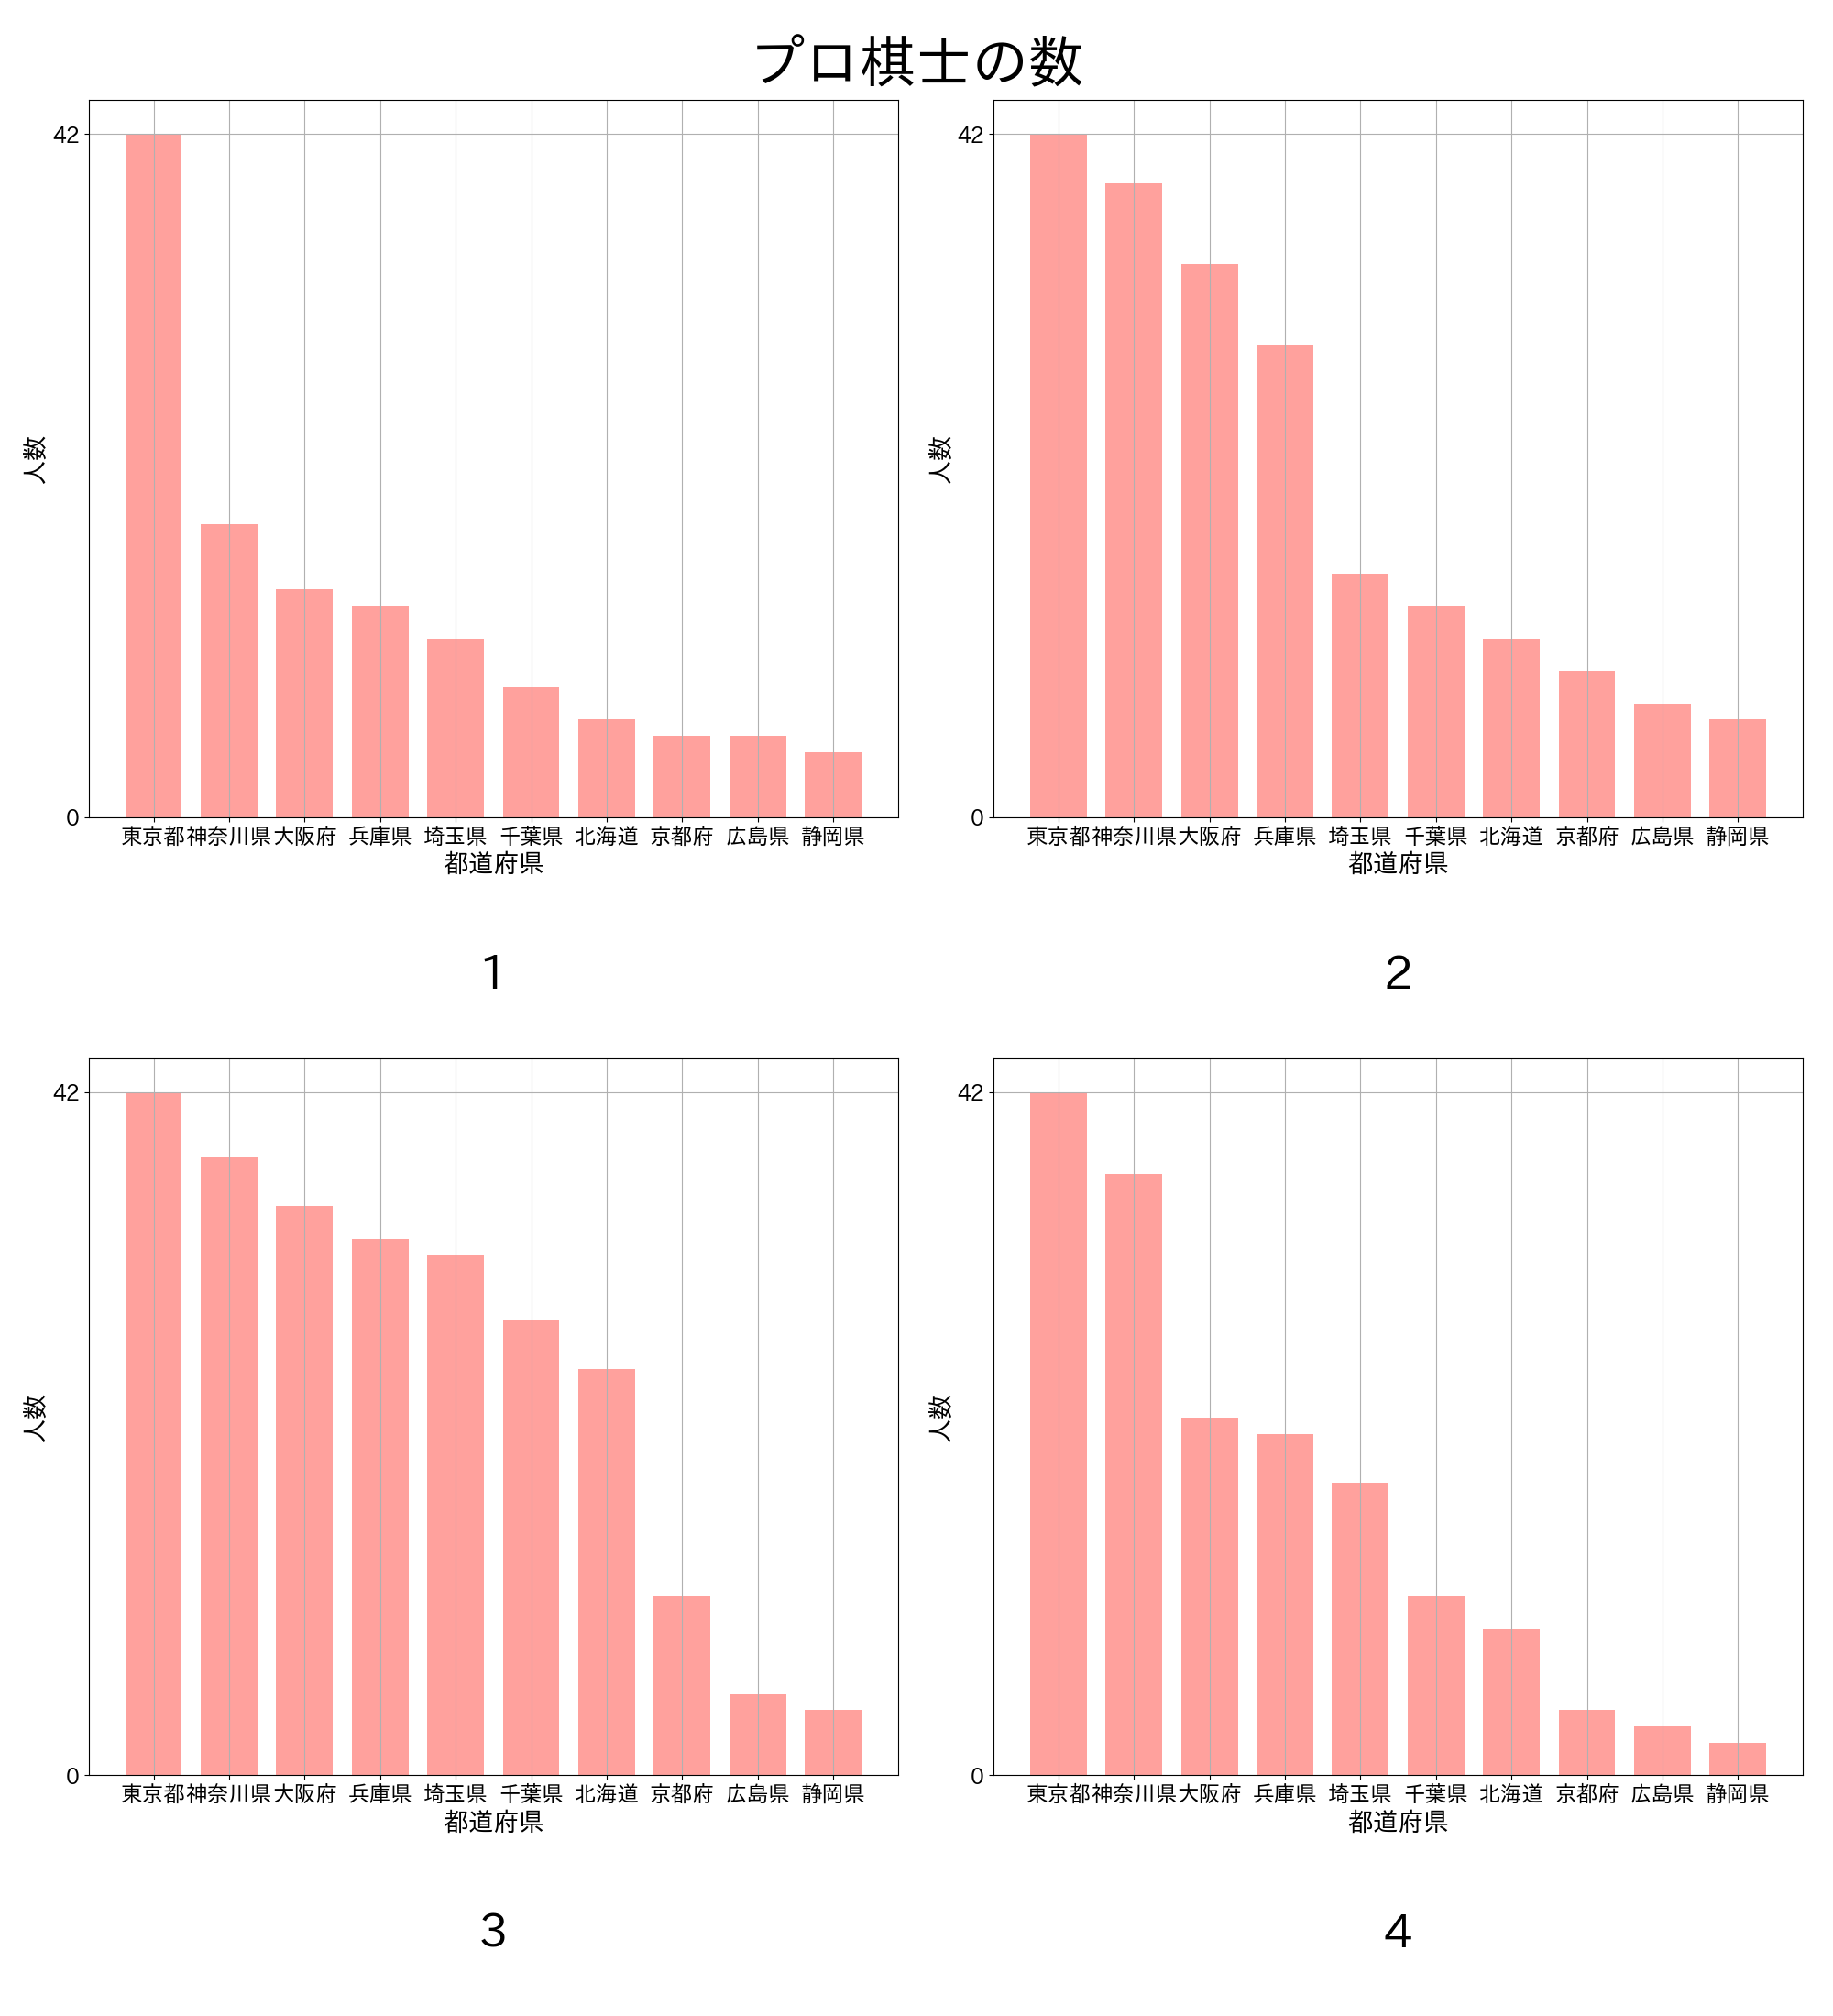 プロ棋士の数
42
0
人数
東京都 神奈川県 大阪府 兵庫県 埼玉県 千葉県 北海道 京都府 広島県 静岡県
都道府県
1
42
0
人数
東京都 神奈川県 大阪府 兵庫県 埼玉県 千葉県 北海道 京都府 広島県 静岡県
都道府県
2
42
0
人数
東京都 神奈川県 大阪府 兵庫県 埼玉県 千葉県 北海道 京都府 広島県 静岡県
都道府県
3
42
0
人数
東京都 神奈川県 大阪府 兵庫県 埼玉県 千葉県 北海道 京都府 広島県 静岡県
都道府県
4